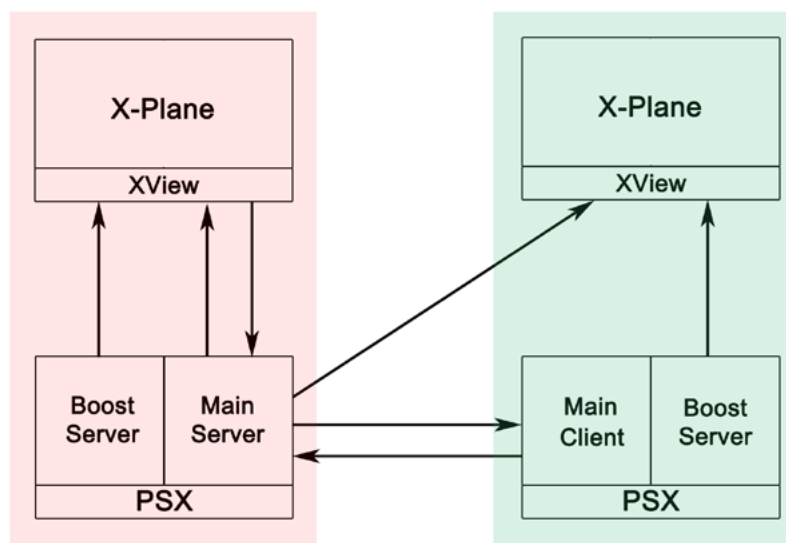 X-Plane
XView
Boost
Server
Main
Server
PSX
X-Plane
XView
Main
Client
Boost
Server
PSX